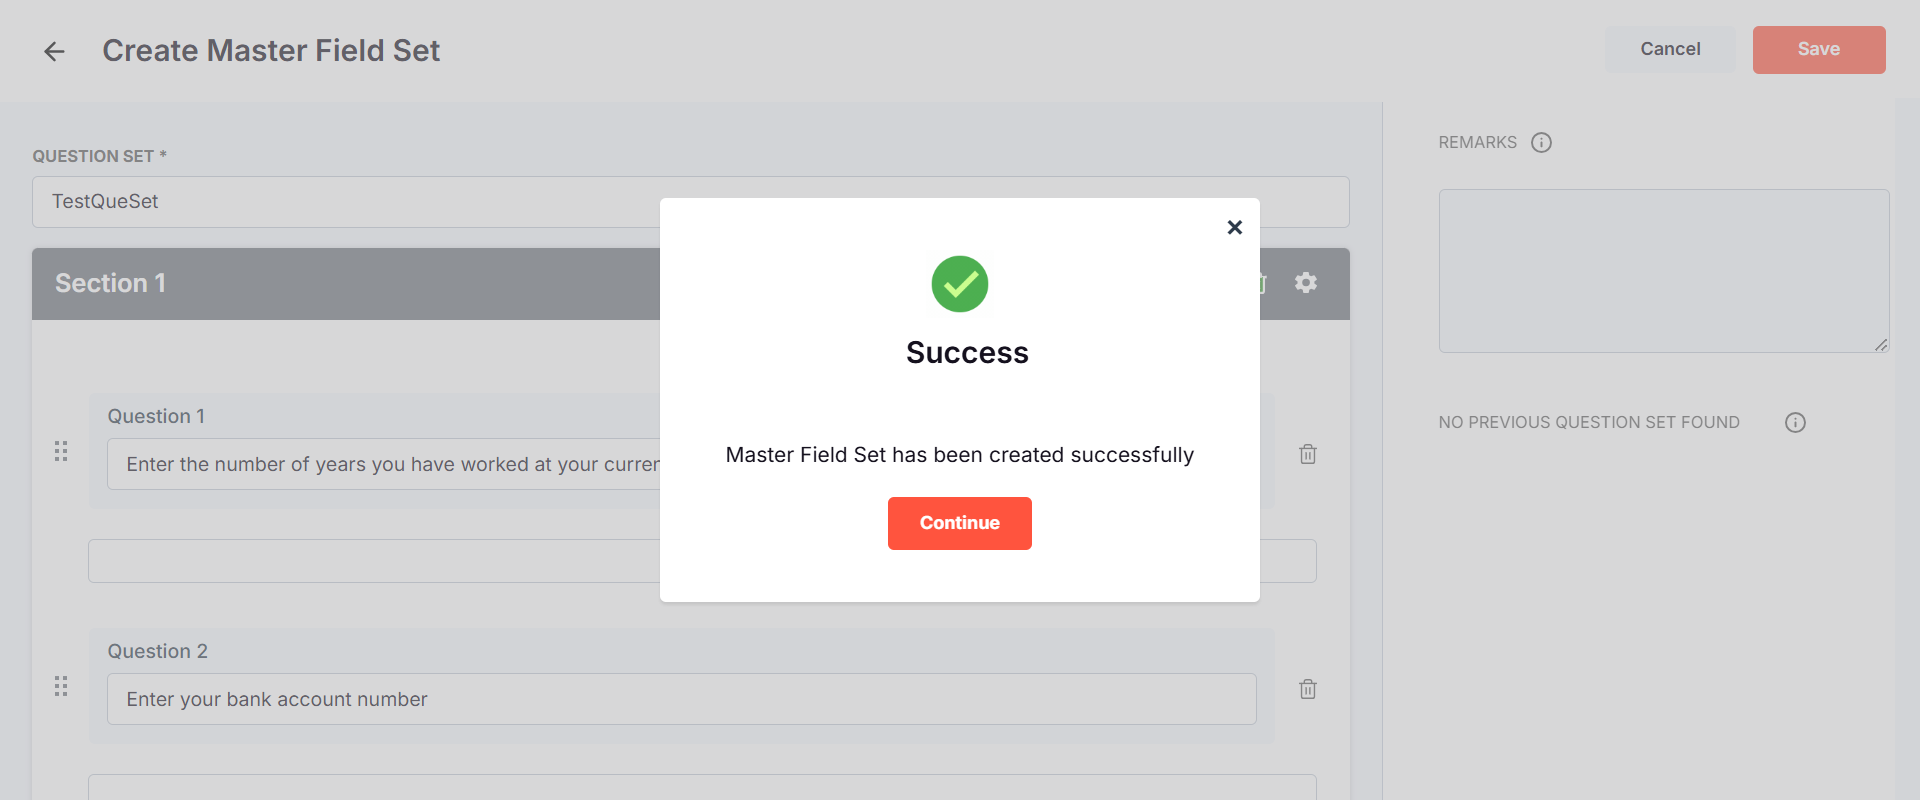 Create Master Field Set
Cancel
Save
QUESTION SET *
TestQueSet
REMARKS
Section 1
Success
Master Field Set has been created successfully
Continue
Question 1
Enter the number of years you have worked at your
NO PREVIOUS QUESTION SET FOUND
Question 2
Enter your bank account number